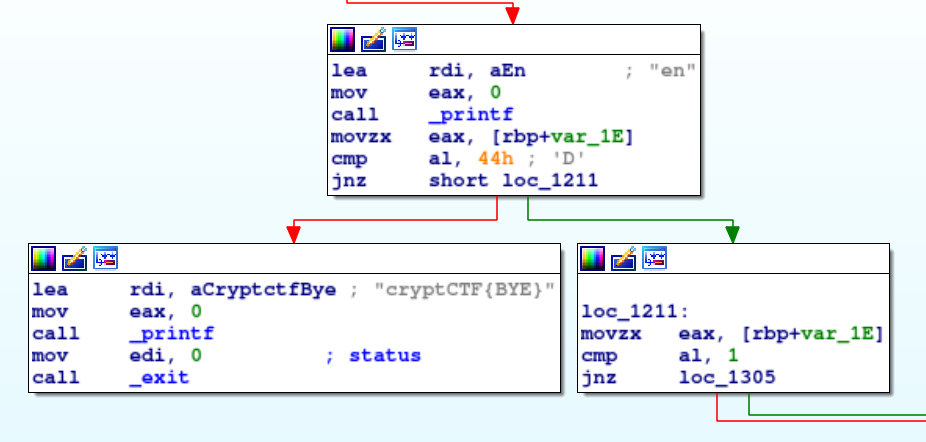 lea rdi, aEn ; "en"
mov eax, 0
call _printf
movzx eax, [rbp+var_1E]
cmp al, 44h ; 'D'
jnz short loc_1211
lea rdi, aCryptctfBye ; "cryptCTF{BYE}"
mov eax, 0
call _printf
mov edi, 0 ; status
call _exit
loc_1211:
movzx eax, [rbp+var_1E]
cmp al, 1
jnz loc_1305